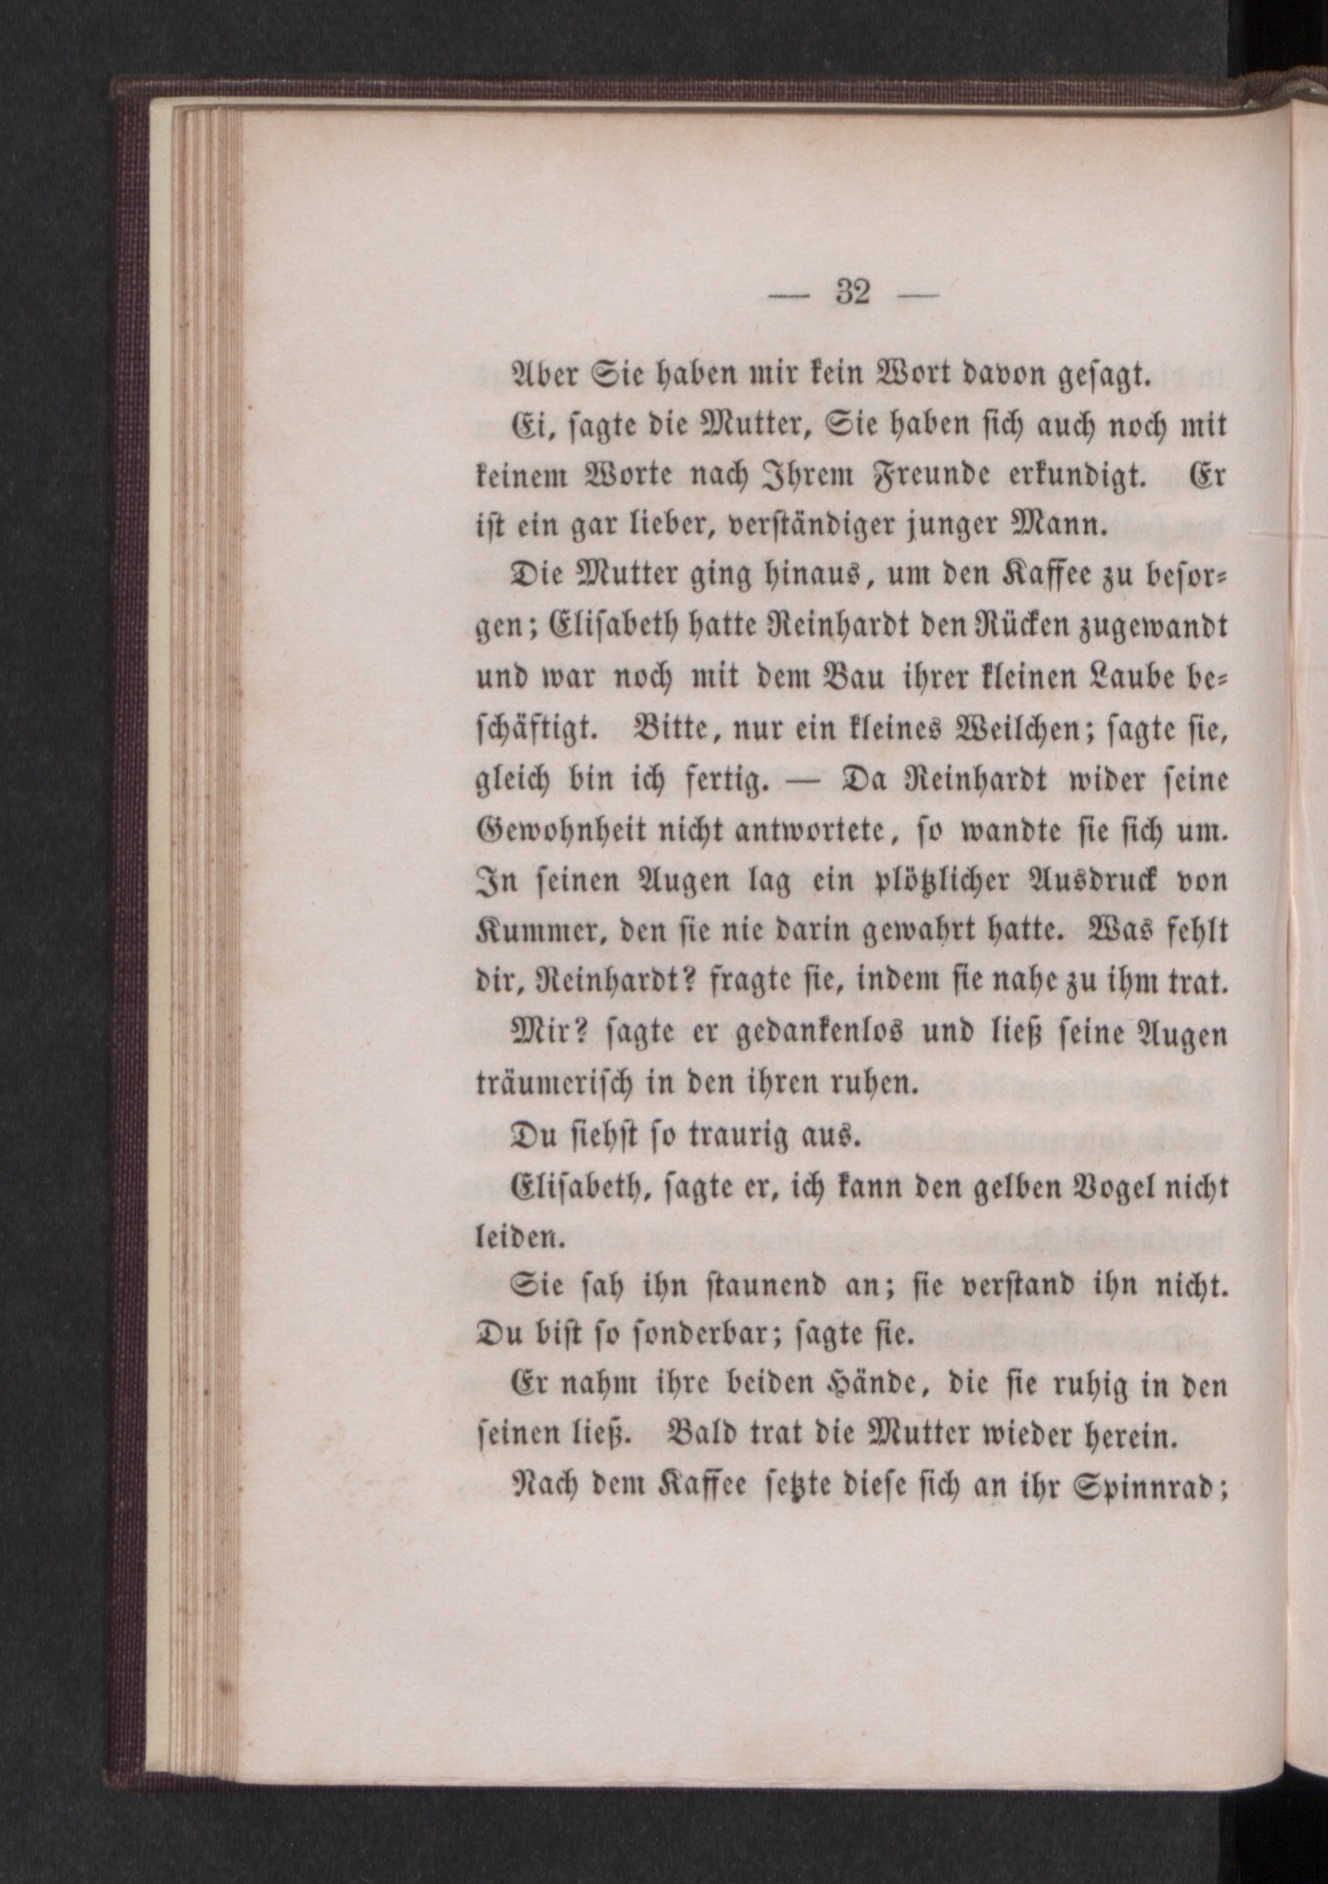 — 32 —
Aber Sie haben mir kein Wort davon geſagt.
Ei, ſagte die Mutter, Sie haben ſich auch noch mit
keinem Worte nach Ihrem Freunde erkundigt. Er
iſt ein gar lieber, verſtändiger junger Mann.
Die Mutter ging hinaus, um den Kaffee zu beſor⸗
gen; Eliſabeth hatte Reinhardt den Rücken zugewandt
und war noch mit dem Bau ihrer kleinen Laube be⸗
ſchäftigt. Bitte, nur ein kleines Weilchen; ſagte ſie,
gleich bin ich fertig. — Da Reinhardt wider ſeine
Gewohnheit nicht antwortete, ſo wandte ſie ſich um.
In ſeinen Augen lag ein plötzlicher Ausdruck von
Kummer, den ſie nie darin gewahrt hatte. Was fehlt
dir, Reinhardt? fragte ſie, indem ſie nahe zu ihm trat.
Mir? ſagte er gedankenlos und ließ ſeine Augen
träumeriſch in den ihren ruhen.
Du ſiehſt ſo traurig aus.
Eliſabeth, ſagte er, ich kann den gelben Vogel nicht
leiden.
Sie ſah ihn ſtaunend an; ſie verſtand ihn nicht.
Du biſt ſo ſonderbar; ſagte ſie.
Er nahm ihre beiden Hände, die ſie ruhig in den
ſeinen ließ. Bald trat die Mutter wieder herein.
Nach dem Kaffee ſetzte dieſe ſich an ihr Spinnrad;